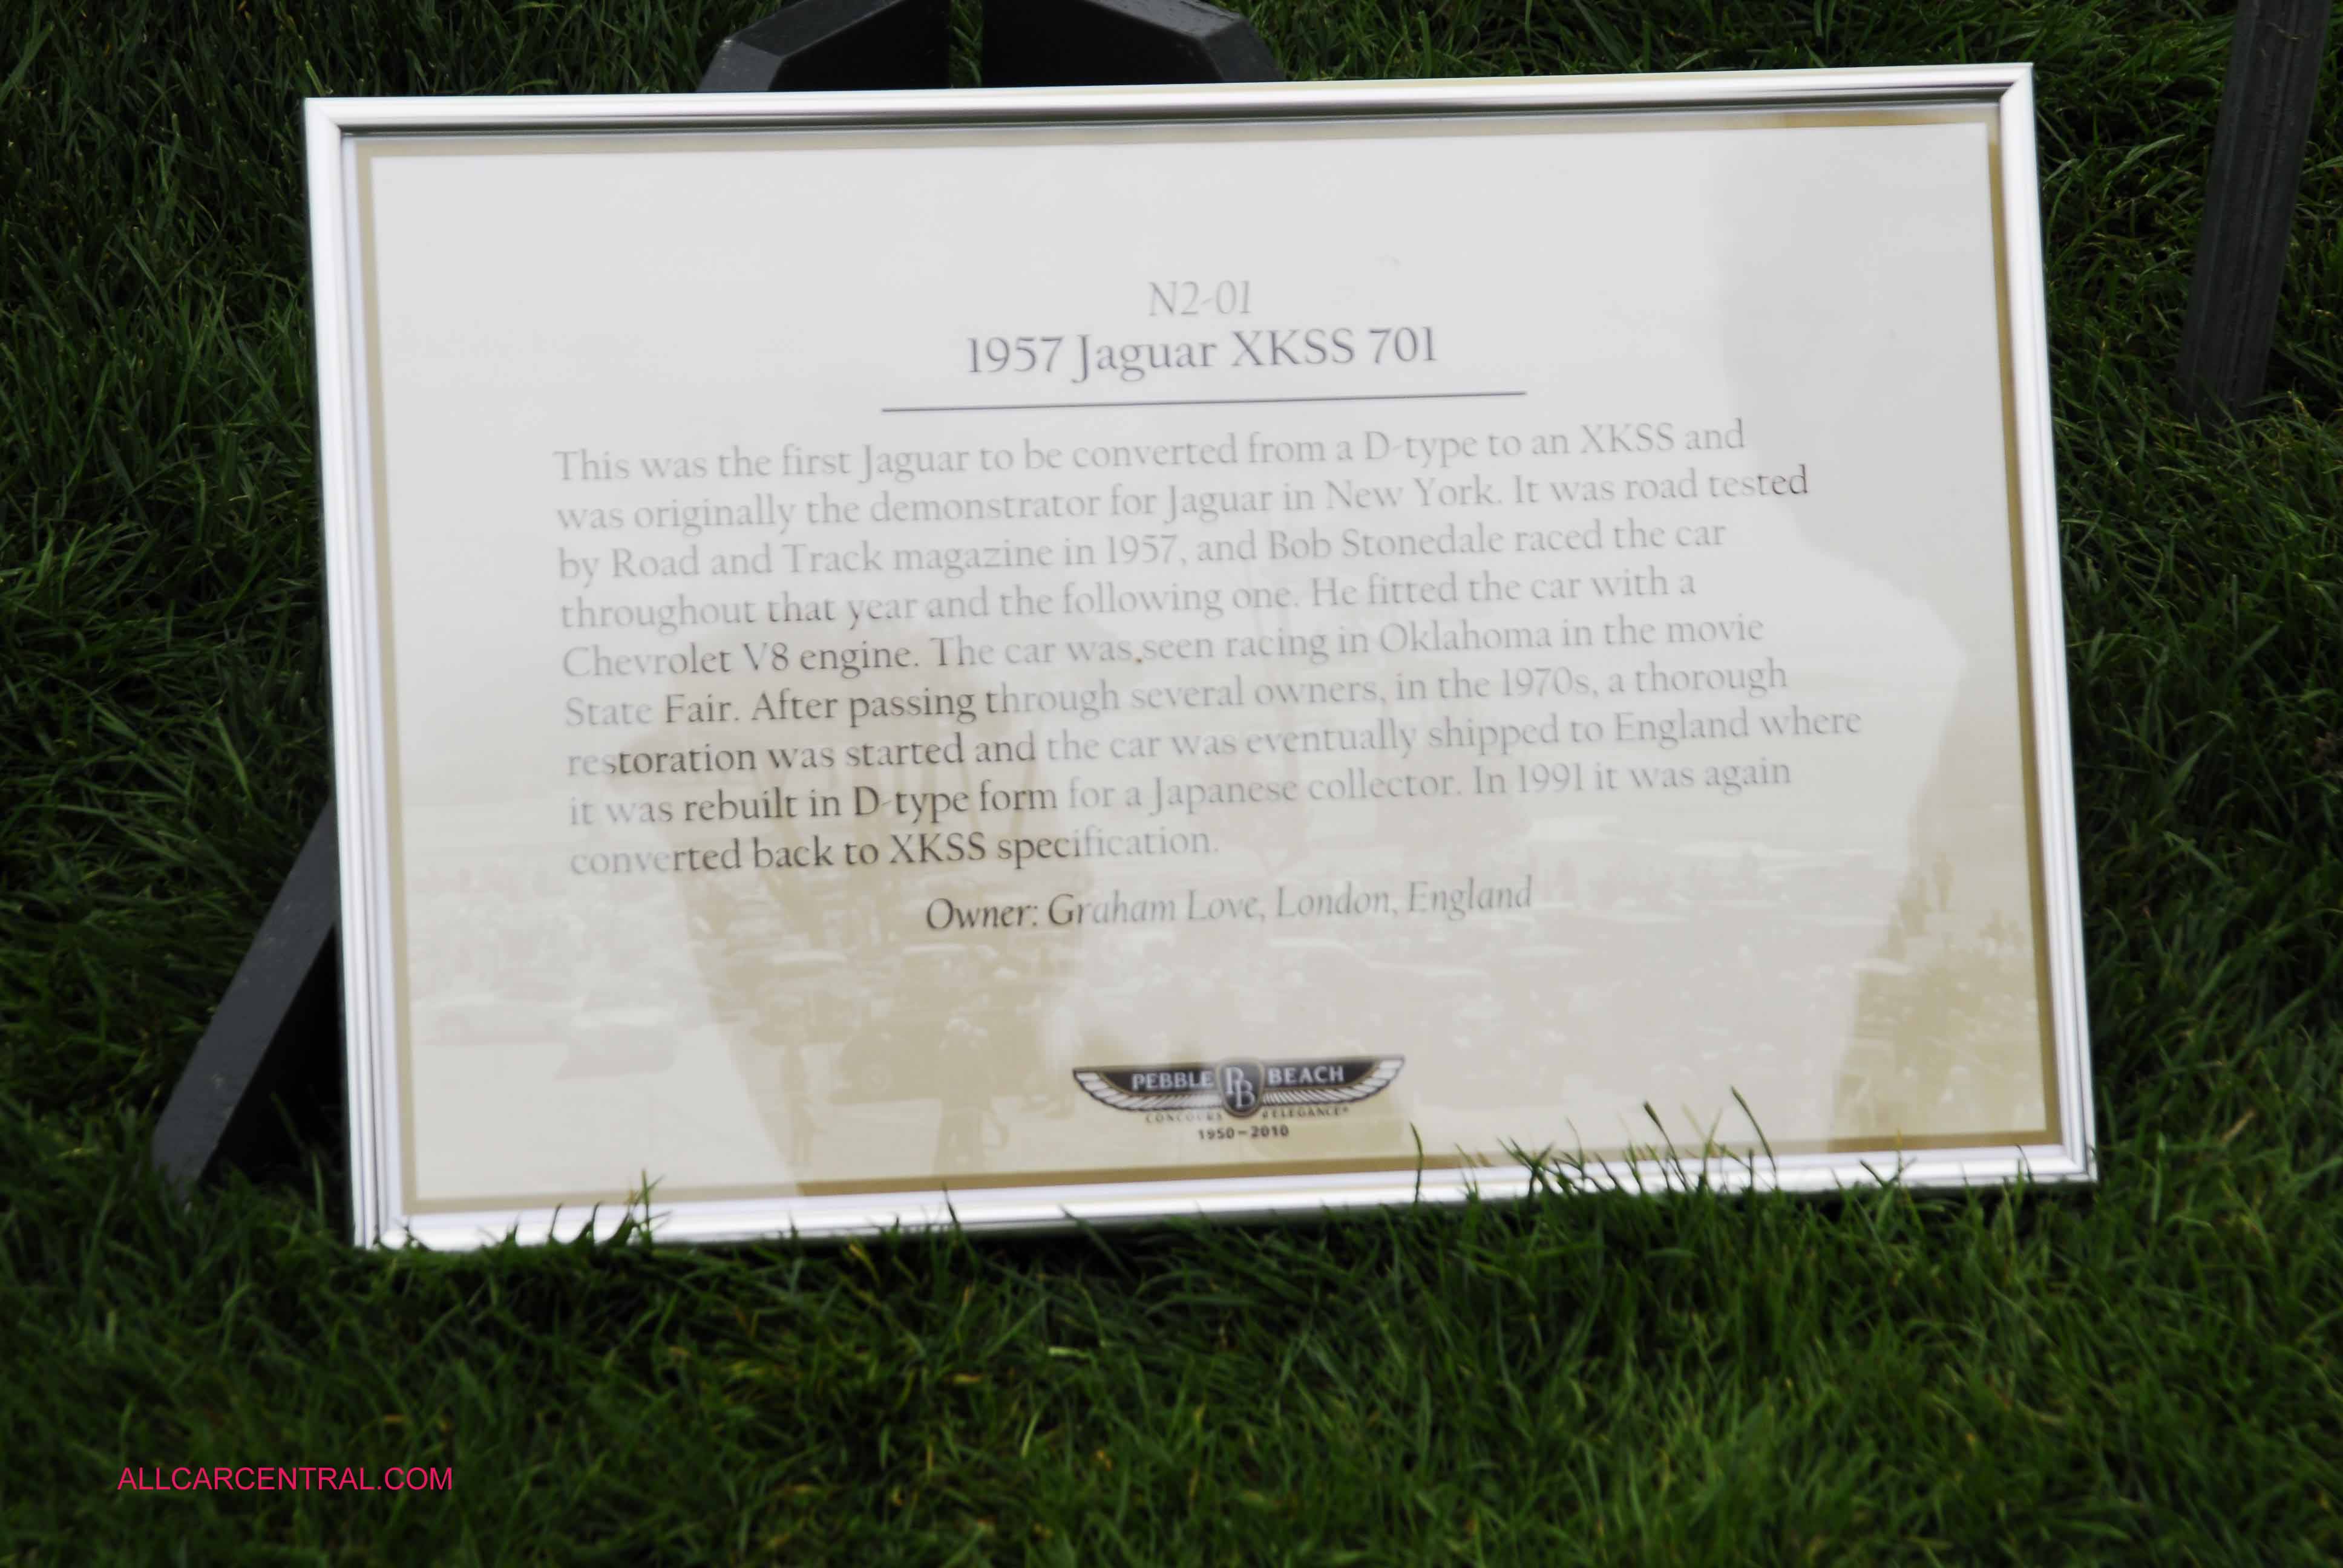 N2-01
1957 Jaguar XKSS 701
This was the first Jaguar to be converted from a D-type to an XKSS and
was originally the demonstrator for Jaguar in New York. It was road tested
by Road and Track magazine in 1957, and Bob Stonedale raced the car
throughout that year and the following one. He fitted the car with a
Chevrolet V8 engine. The car was seen racing in Oklahoma in the movie
State Fair. After passing through several owners, in the 1970s, a thorough
restoration was started and the car was eventually shipped to England where
it was rebuilt in D-type form for a Japanese collector. In 1991 it was again
converted back to XKSS specification.
Owner: Graham Love, London, England
PEBBLE PB BEACH
CONCOURS d'ELEGANCE®
1950–2010
ALLCARCENTRAL.COM